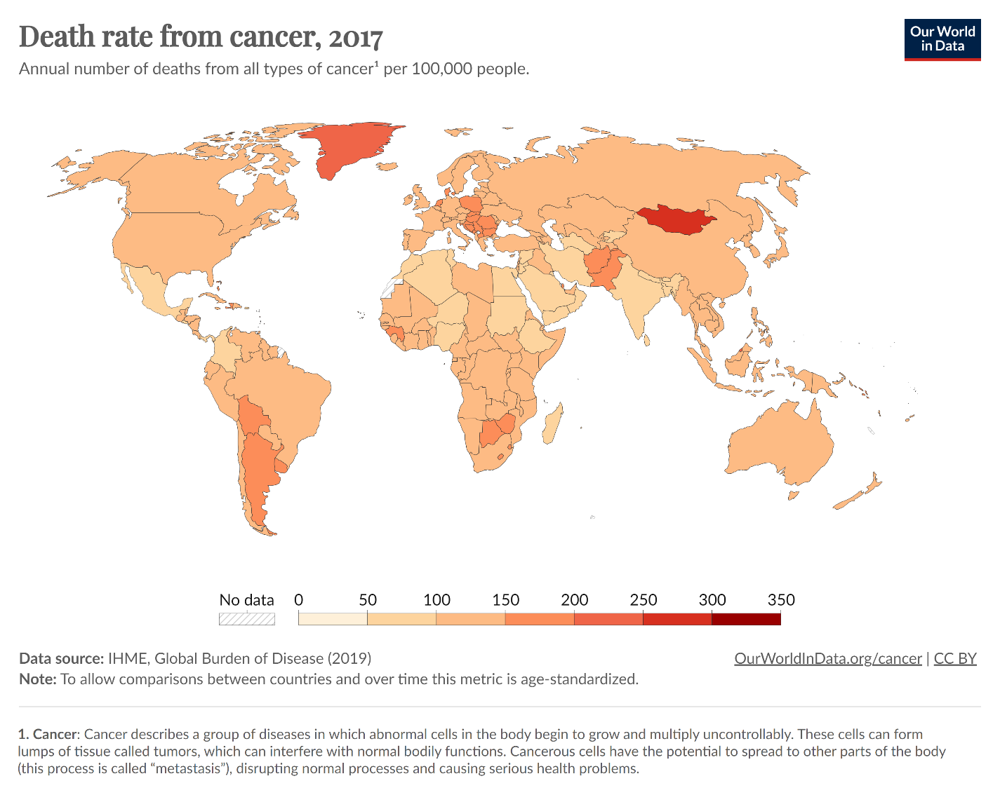 Death rate from cancer, 2017
Our World
in Data
Annual number of deaths from all types of cancer¹ per 100,000 people.
No data 0 50 100 150 200 250 300 350
Data source: IHME, Global Burden of Disease (2019)
OurWorldInData.org/cancer | CC BY
Note: To allow comparisons between countries and over time this metric is age-standardized.
1. Cancer: Cancer describes a group of diseases in which abnormal cells in the body begin to grow and multiply uncontrollably. These cells can form
lumps of tissue called tumors, which can interfere with normal bodily functions. Cancerous cells have the potential to spread to other parts of the body
(this process is called “metastasis”), disrupting normal processes and causing serious health problems.